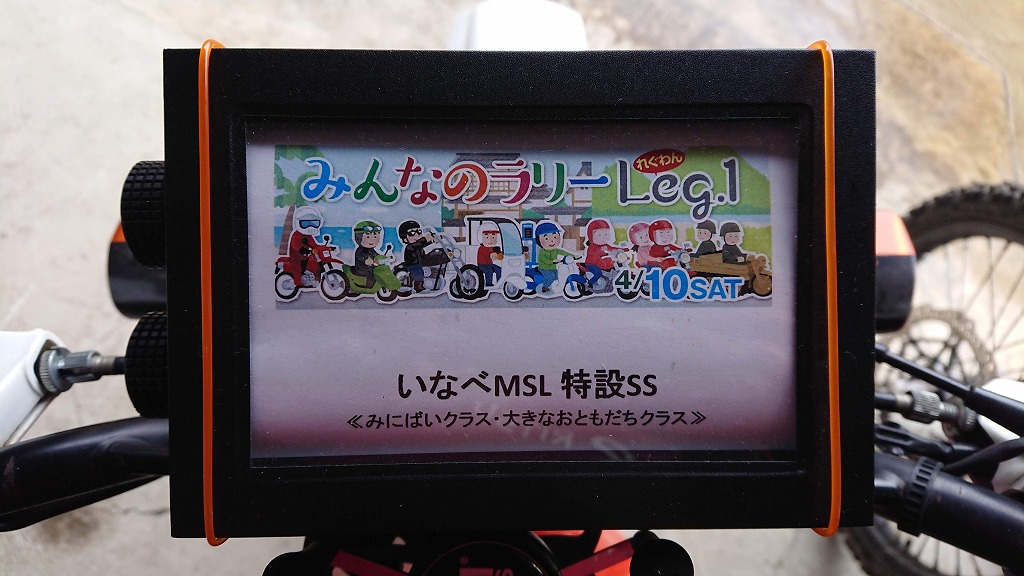 れぐわん
みんなのラリー Leg.1
4/10 SAT
いなべMSL 特設SS
≪みにばいクラス・大きなおともだちクラス≫